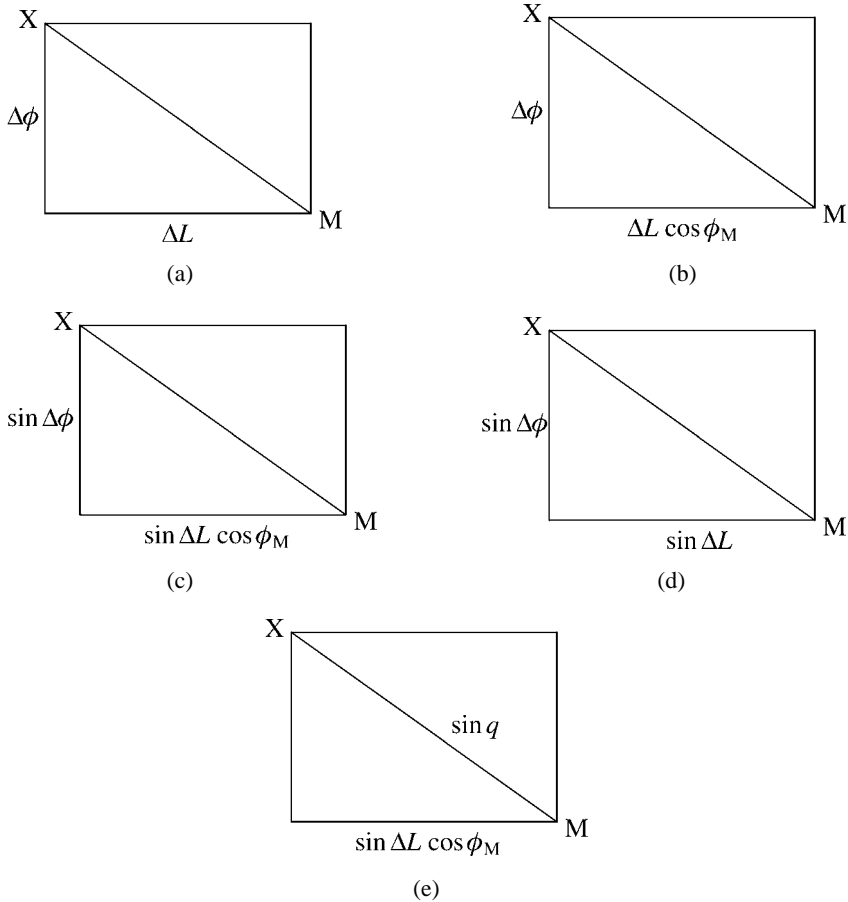 X
Δϕ
M
ΔL
(a)
X
Δϕ
M
ΔL cos ϕM
(b)
X
sin Δϕ
M
sin ΔL cos ϕM
(c)
X
sin Δϕ
M
sin ΔL
(d)
X
sin q
M
sin ΔL cos ϕM
(e)